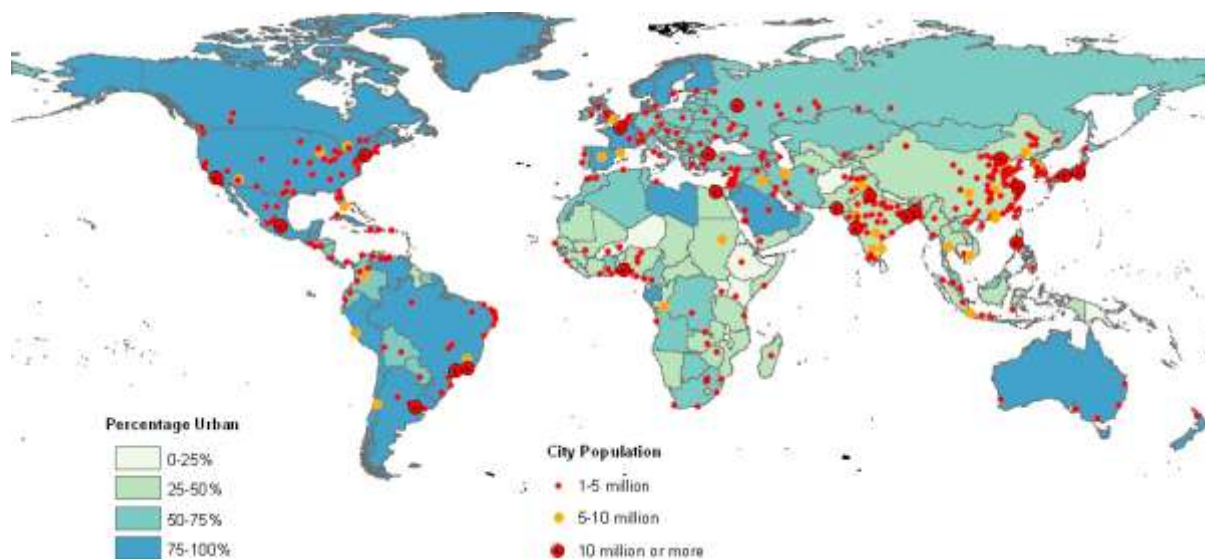 Percentage Urban
0-25%
25-50%
50-75%
75-100%
City Population
1-5 million
5-10 million
10 million or more